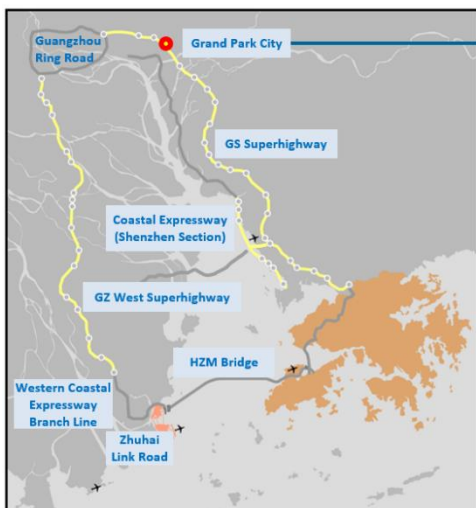 Guangzhou
Ring Road
Grand Park City
GS Superhighway
Coastal Expressway
(Shenzhen Section)
GZ West Superhighway
HZM Bridge
Western Coastal
Expressway
Branch Line
Zhuhai
Link Road